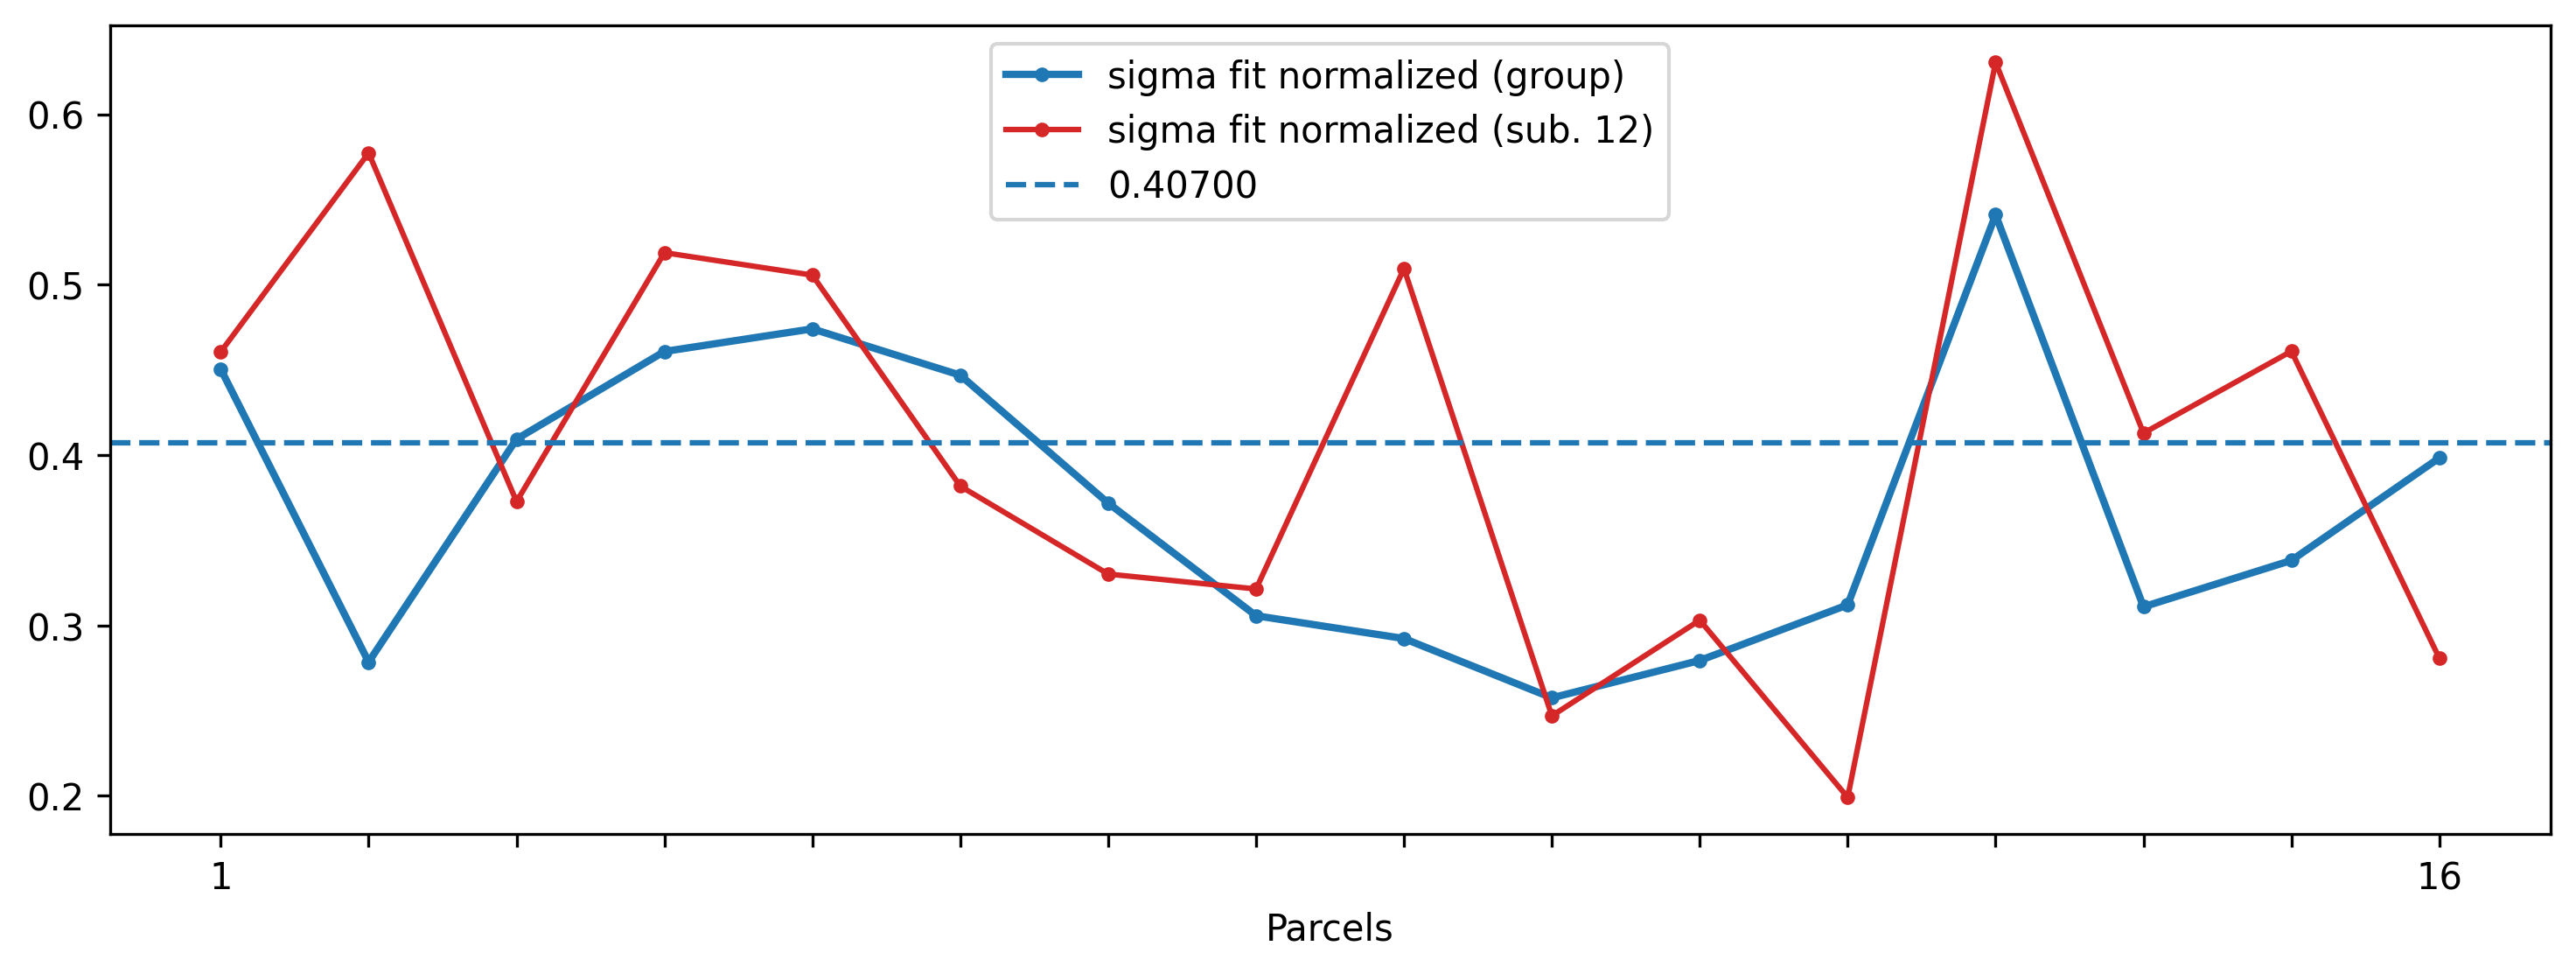 sigma fit normalized (group)
sigma fit normalized (sub. 12)
0.40700
0.6
0.5
0.4
0.3
0.2
1
16
Parcels